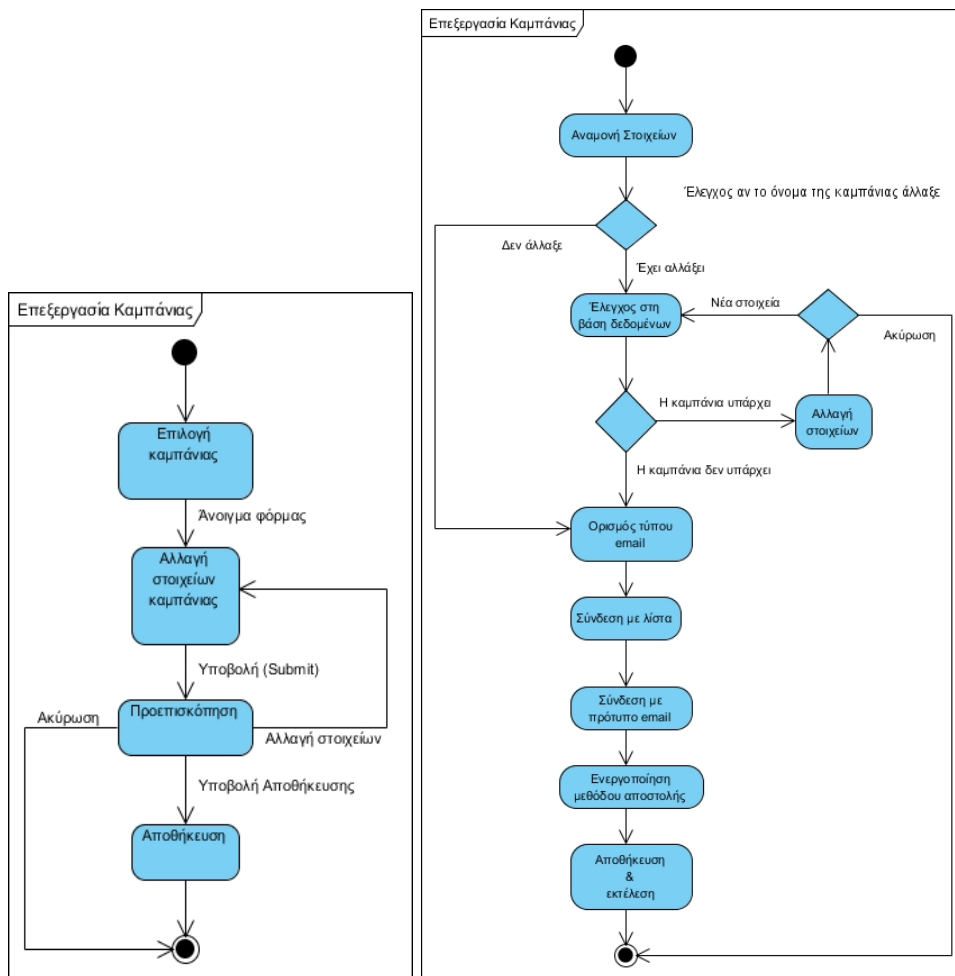 Επεξεργασία Καμπάνιας
Επιλογή
καμπάνιας
Άνοιγμα φόρμας
Αλλαγή
στοιχείων
καμπάνιας
Υποβολή (Submit)
Ακύρωση
Προεπισκόπηση
Αλλαγή στοιχείων
Υποβολή Αποθήκευσης
Αποθήκευση
Επεξεργασία Καμπάνιας
Αναμονή Στοιχείων
Έλεγχος αν το όνομα της καμπάνιας άλλαξε
Δεν άλλαξε
Έχει αλλάξει
Έλεγχος στη
βάση δεδομένων
Νέα στοιχεία
Ακύρωση
Η καμπάνια υπάρχει
Αλλαγή
στοιχείων
Η καμπάνια δεν υπάρχει
Ορισμός τύπου
email
Σύνδεση με λίστα
Σύνδεση με
πρότυπο email
Ενεργοποίηση
μεθόδου αποστολής
Αποθήκευση
&
εκτέλεση